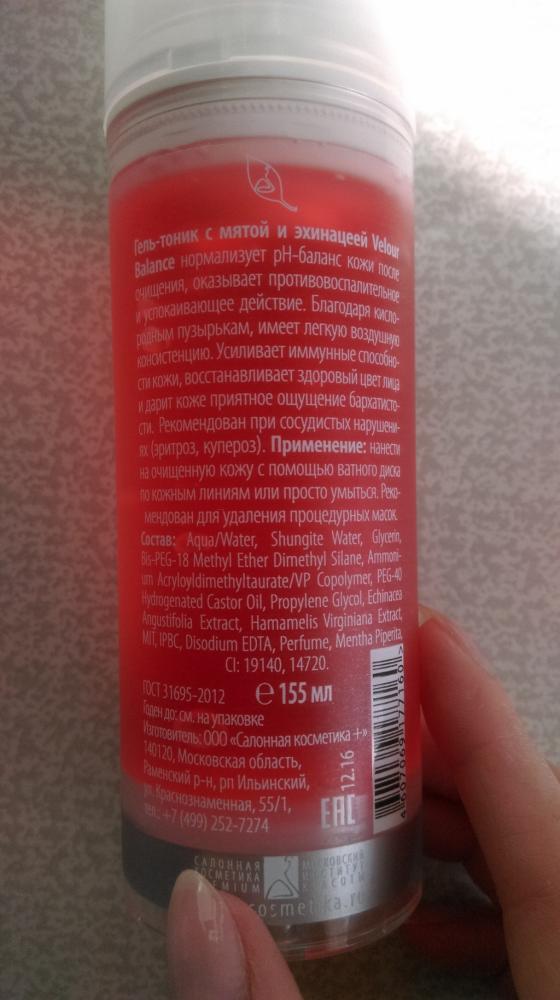 Гель-тоник с мятой и эхинацеей Velour
Balance нормализует pH-баланс кожи после
очищения, оказывает противовоспалительное
и успокаивающее действие. Благодаря кисло-
родным пузырькам, имеет легкую воздушную
консистенцию. Усиливает иммунные способно-
сти кожи, восстанавливает здоровый цвет лица
и дарит коже приятное ощущение бархатисто-
сти. Рекомендован при сосудистых нарушени-
ях (эритроз, купероз). Применение: нанести
на очищенную кожу с помощью ватного диска
по кожным линиям или просто умыться. Реко-
мендован для удаления процедурных масок.
Состав: Aqua/Water, Shungite Water, Glycerin,
Bis-PEG-18 Methyl Ether Dimethyl Silane, Ammoni-
um Acryloyldimethyltaurate/VP Copolymer, PEG-40
Hydrogenated Castor Oil, Propylene Glycol, Echinacea
Angustifamelis Extract, Hamamelis Virginiana Extract,
MIT, IPBC, Disodium EDTA, Perfume, Mentha Piperita,
CI: 19140, 14720.
ГОСТ 31695-2012 ℮ 155 мл
Годен до: см. на упаковке
Изготовитель: ООО «Салонная косметика +»
140120, Московская область,
Раменский р-н, рп Ильинский,
ул. Краснознаменная, 55/1,
тел.: +7 (499) 252-7274
EAC
12.16
САЛОННАЯ
КОСМЕТИКА
PREMIUM
МОСКОВСКИЙ
ИНСТИТУТ
КРАСОТЫ